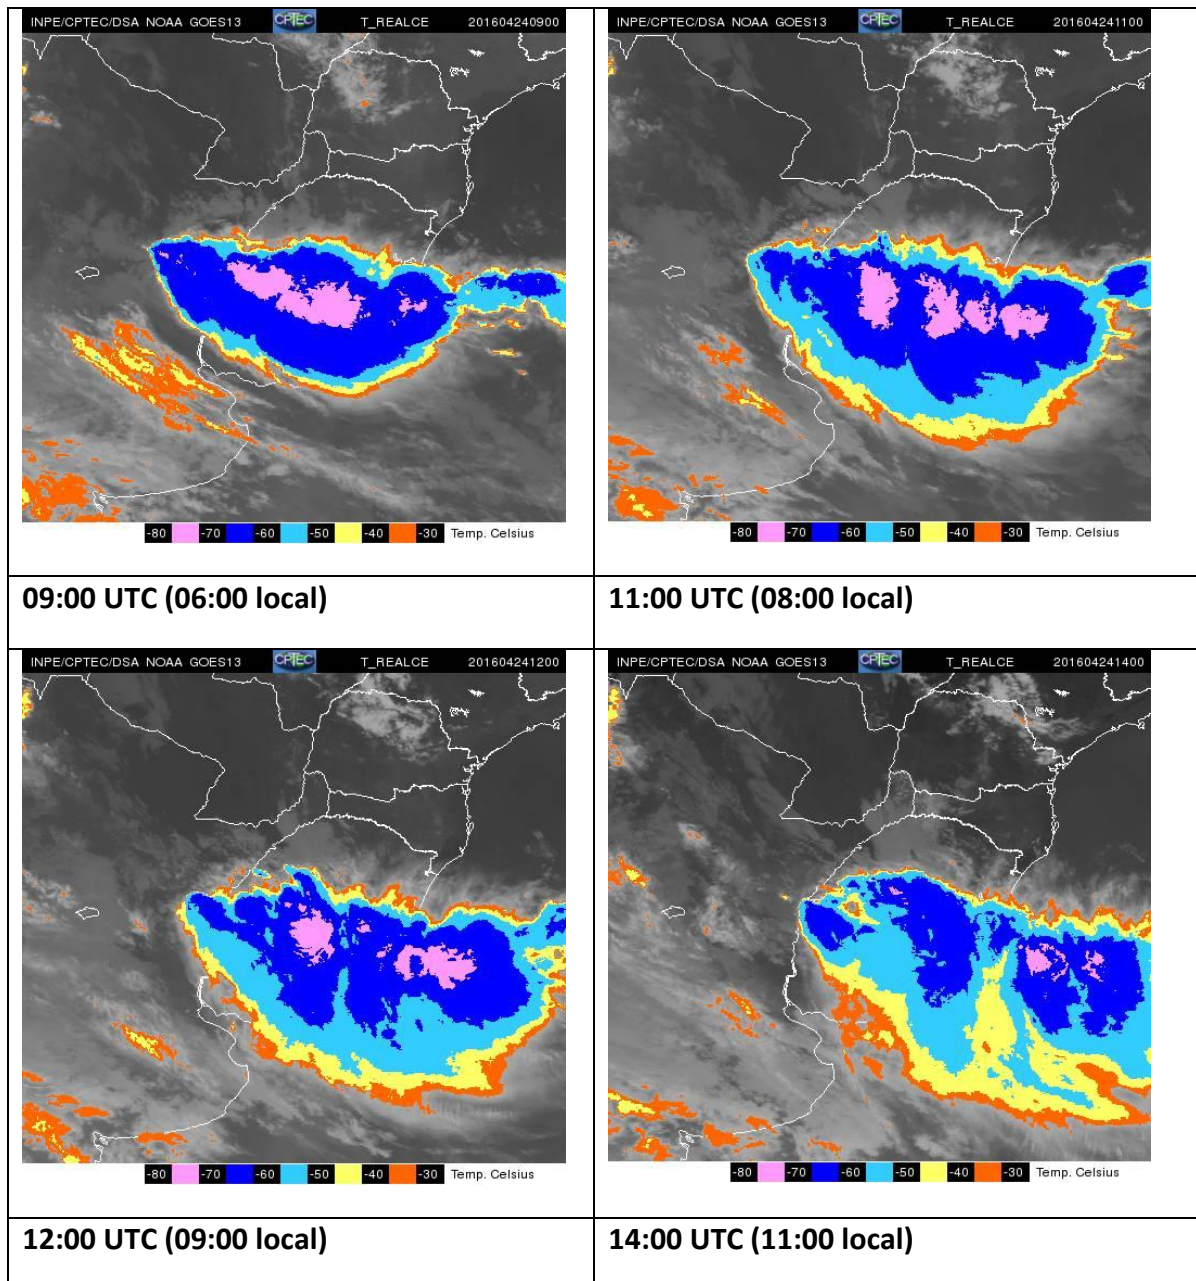 INPE/CPTEC/DSA NOAA GOES13 CPTEC T_REALCE 201604240900
-80 -70 -60 -50 -40 -30 Temp. Celsius
09:00 UTC (06:00 local)
INPE/CPTEC/DSA NOAA GOES13 CPTEC T_REALCE 201604241100
-80 -70 -60 -50 -40 -30 Temp. Celsius
11:00 UTC (08:00 local)
INPE/CPTEC/DSA NOAA GOES13 CPTEC T_REALCE 201604241200
-80 -70 -60 -50 -40 -30 Temp. Celsius
12:00 UTC (09:00 local)
INPE/CPTEC/DSA NOAA GOES13 CPTEC T_REALCE 201604241400
-80 -70 -60 -50 -40 -30 Temp. Celsius
14:00 UTC (11:00 local)